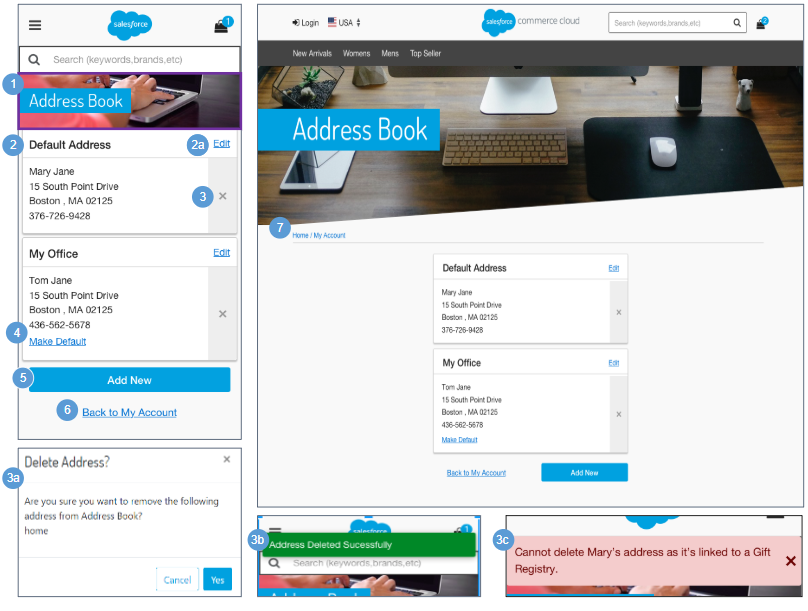 salesforce
1
Search (keywords,brands,etc)
1
Address Book
2
Default Address
2a
Edit
Mary Jane
15 South Point Drive
Boston , MA 02125
376-726-9428
3
×
My Office
Edit
Tom Jane
15 South Point Drive
Boston , MA 02125
436-562-5678
×
4
Make Default
5
Add New
6
Back to My Account
Delete Address?
×
3a
Are you sure you want to remove the following
address from Address Book?
home
Cancel
Yes
Login
USA
salesforce commerce cloud
Search (keywords,brands,etc)
2
New Arrivals Womens Mens Top Seller
Address Book
7
Home / My Account
Default Address
Edit
Mary Jane
15 South Point Drive
Boston , MA 02125
376-726-9428
×
My Office
Edit
Tom Jane
15 South Point Drive
Boston , MA 02125
436-562-5678
×
Make Default
Back to My Account
Add New
salesforce
1
3b
Address Deleted Sucessfully
Search (keywords,brands,etc)
Address Book
3c
Cannot delete Mary's address as it's linked to a Gift
Registry.
×